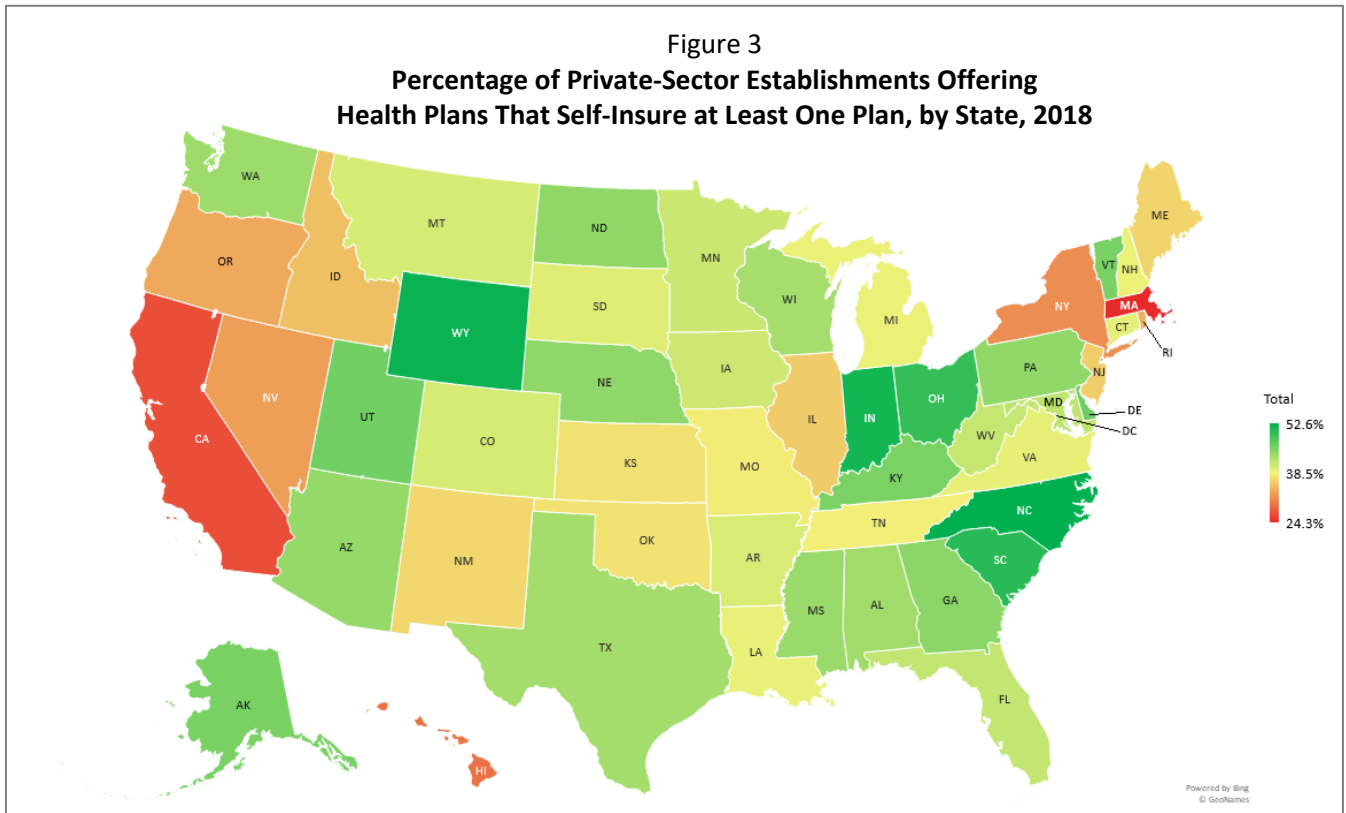 Figure 3
Percentage of Private-Sector Establishments Offering
Health Plans That Self-Insure at Least One Plan, by State, 2018
WA
MT
ND
MN
ME
OR
ID
WY
SD
WI
MI
VT
NH
NY
MA
CT
RI
NV
UT
NE
IA
PA
NJ
CA
CO
KS
MO
IL
IN
OH
MD
DE
DC
WV
VA
KY
AZ
NM
OK
AR
TN
NC
SC
TX
LA
MS
AL
GA
FL
AK
HI
Total
52.6%
38.5%
24.3%
Powered by Bing
© GeoNames